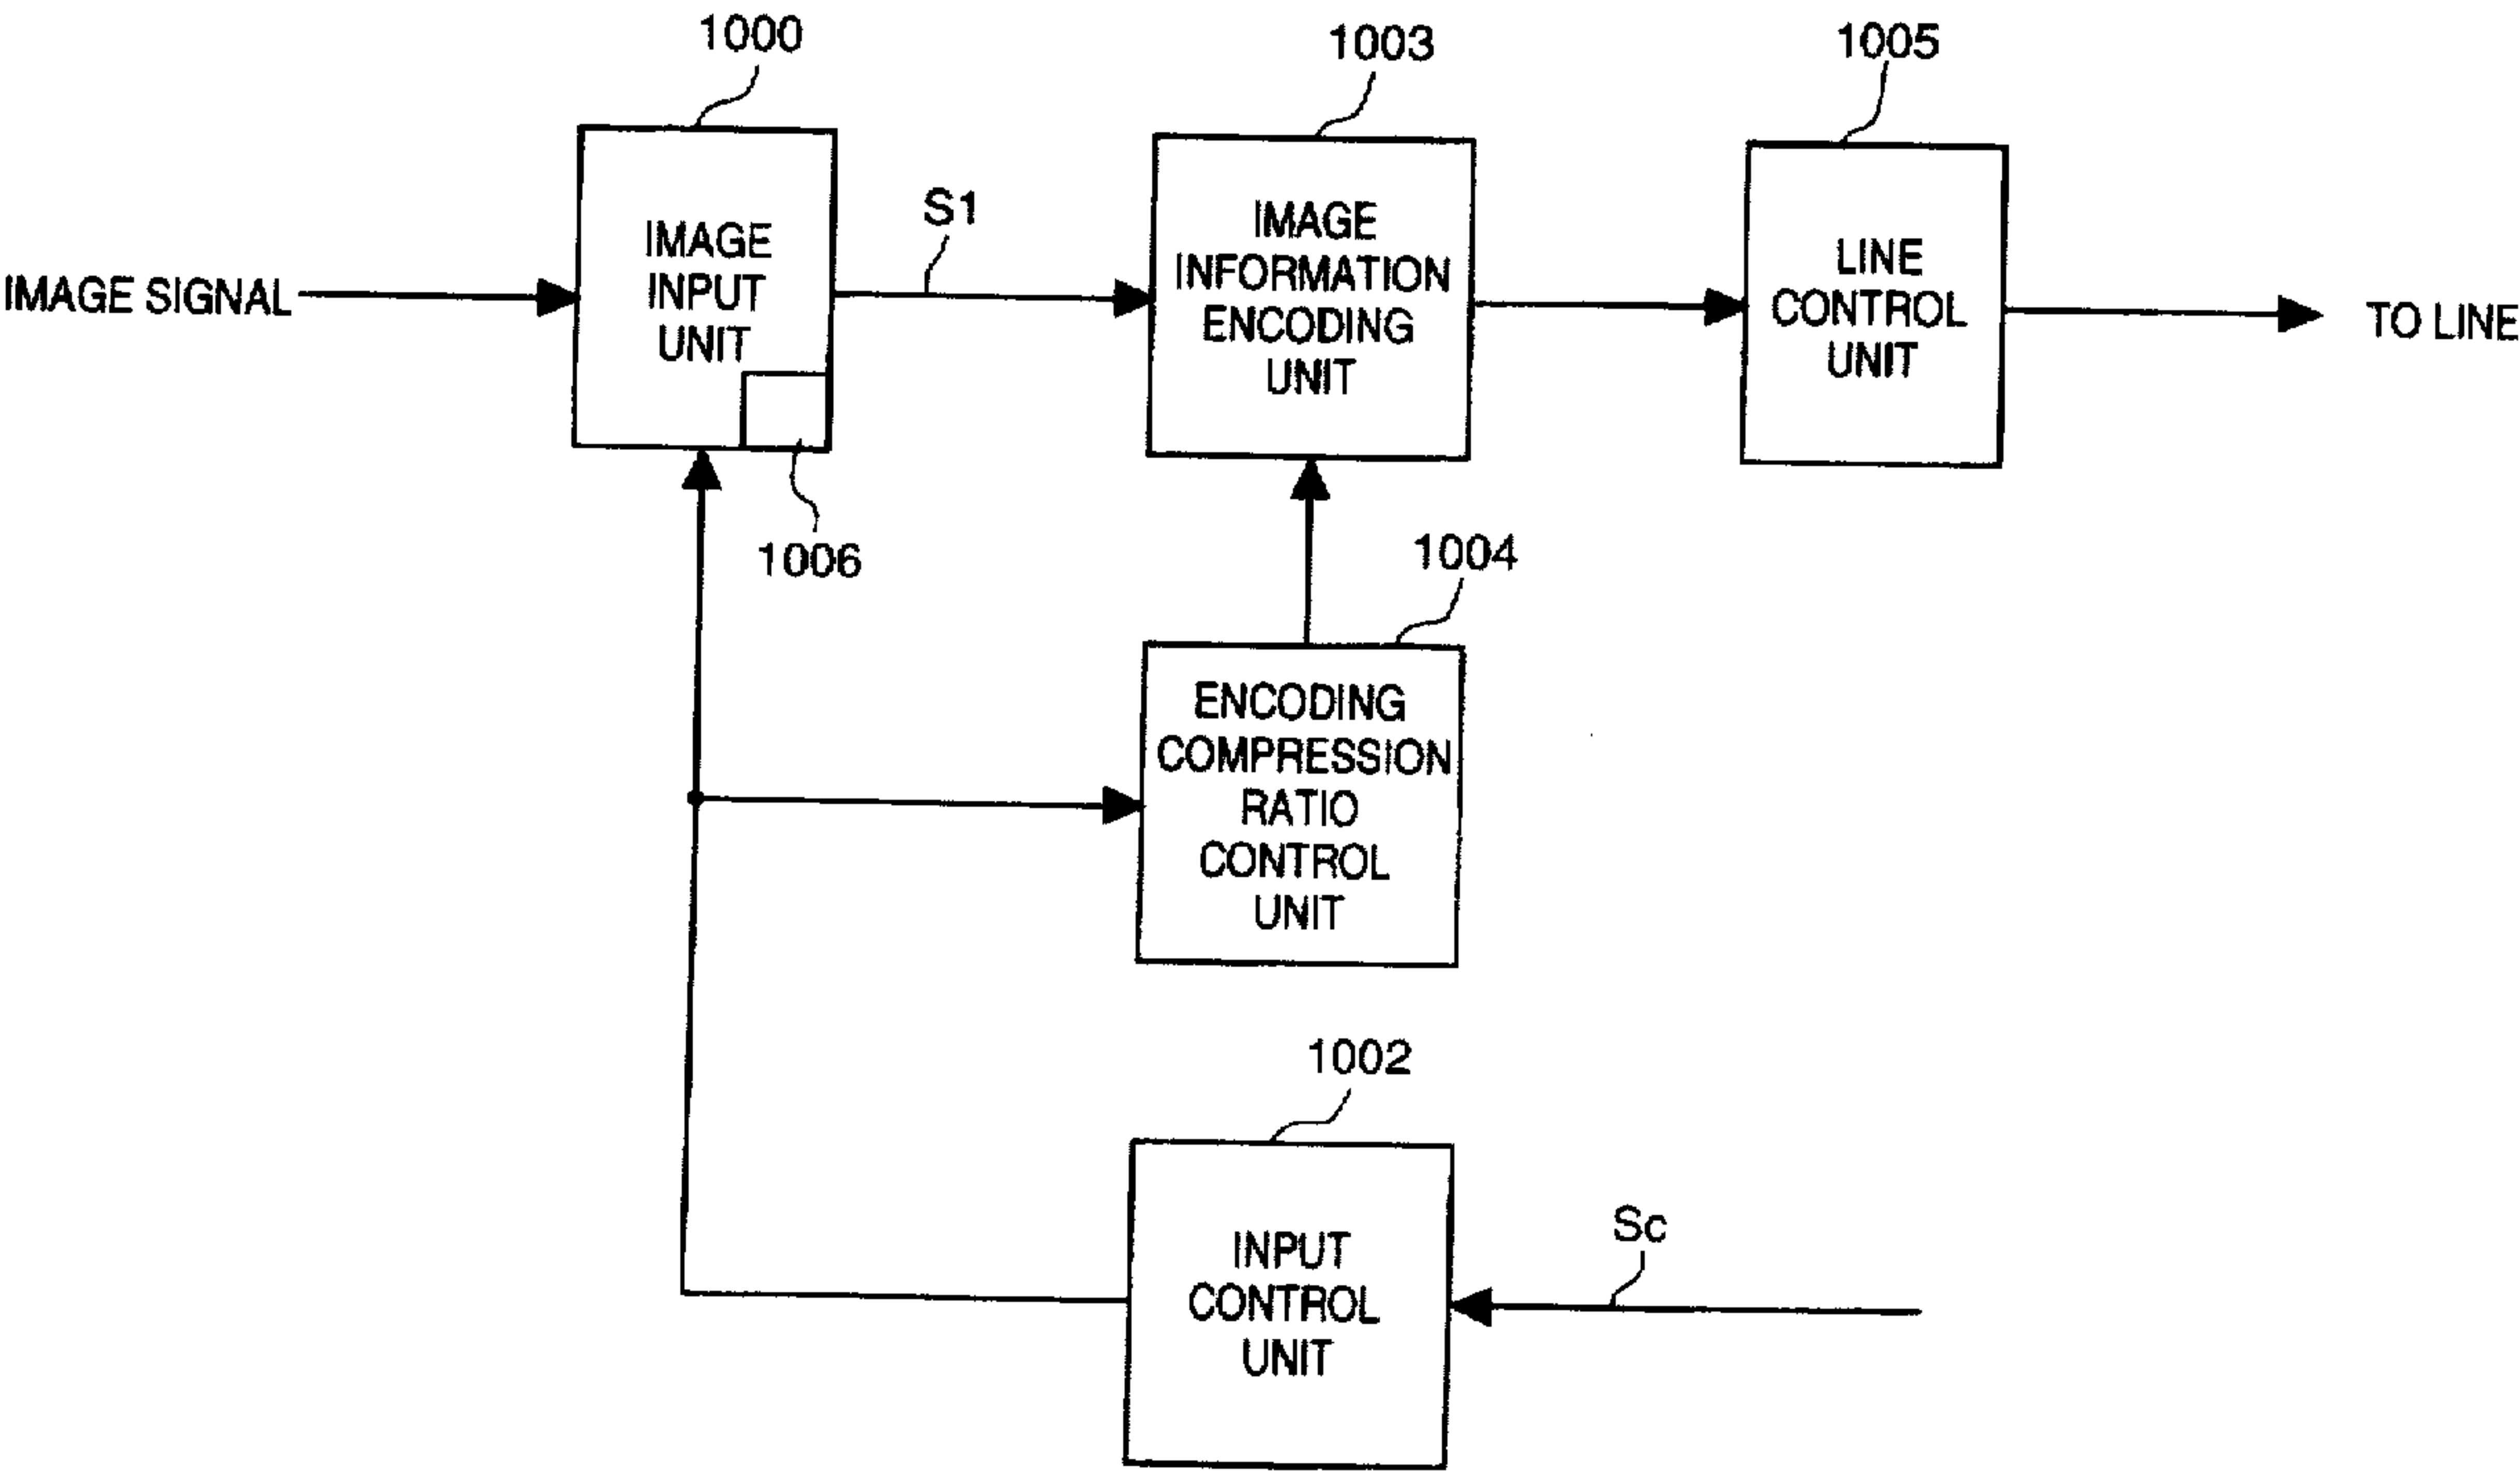 1000
1003
1005
IMAGE SIGNAL
IMAGE
INPUT
UNIT
S1
IMAGE
INFORMATION
ENCODING
UNIT
LINE
CONTROL
UNIT
TO LINE
1006
1004
ENCODING
COMPRESSION
RATIO
CONTROL
UNIT
1002
INPUT
CONTROL
UNIT
Sc